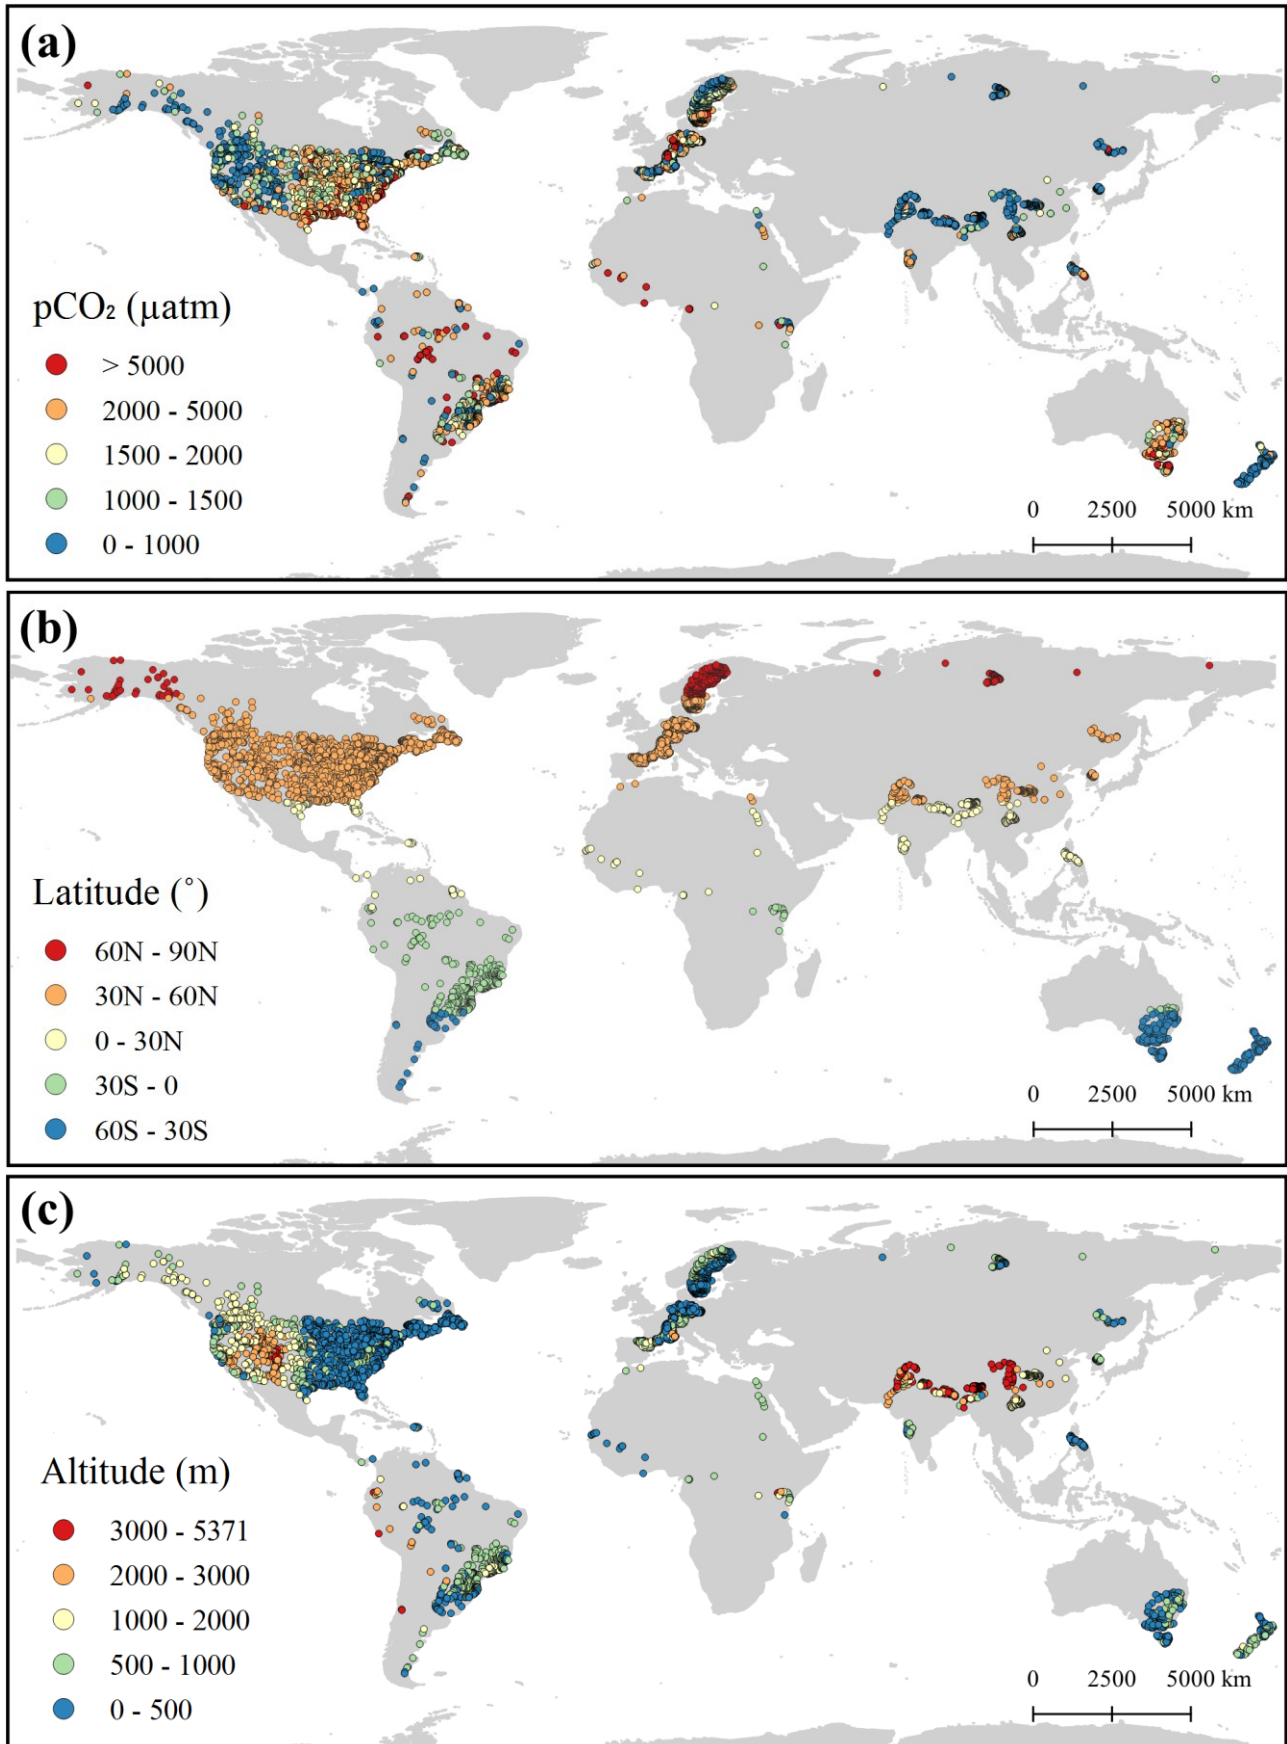 (a)
pCO₂ (µatm)
> 5000
2000 - 5000
1500 - 2000
1000 - 1500
0 - 1000
0 2500 5000 km
(b)
Latitude (°)
60N - 90N
30N - 60N
0 - 30N
30S - 0
60S - 30S
0 2500 5000 km
(c)
Altitude (m)
3000 - 5371
2000 - 3000
1000 - 2000
500 - 1000
0 - 500
0 2500 5000 km